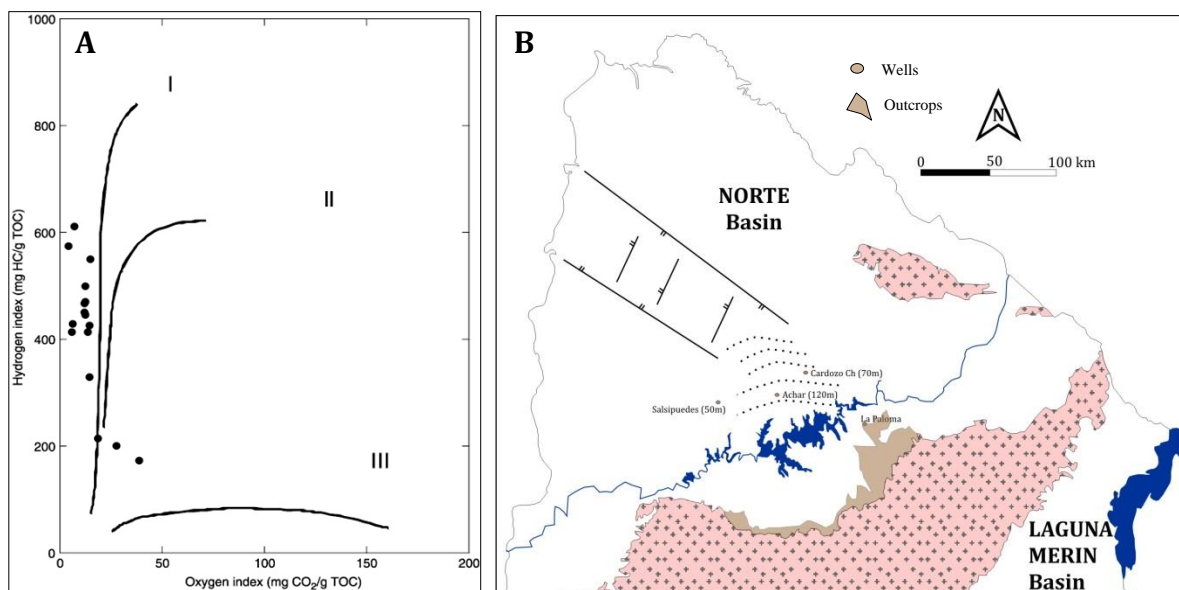 A
1000
800
600
400
200
0
Hydrogen index (mg HC/g TOC)
I
II
III
0
50
100
150
200
Oxygen index (mg CO₂/g TOC)
B
Wells
Outcrops
N
0 50 100 km
NORTE
Basin
Cardozo Ch (70m)
Achar (120m)
Salsipuedes (50m)
La Paloma
LAGUNA
MERIN
Basin